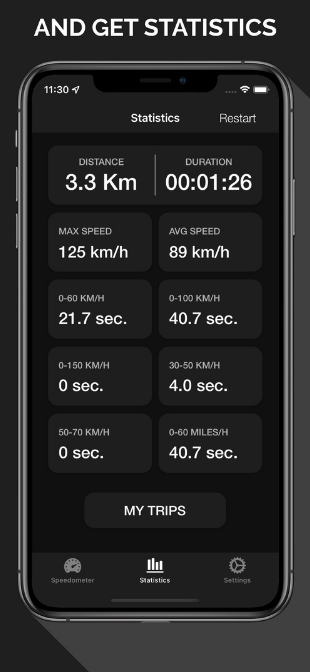 AND GET STATISTICS
11:30
Statistics
Restart
DISTANCE
DURATION
3.3 Km
00:01:26
MAX SPEED
AVG SPEED
125 km/h
89 km/h
0-60 KM/H
0-100 KM/H
21.7 sec.
40.7 sec.
0-150 KM/H
30-50 KM/H
0 sec.
4.0 sec.
50-70 KM/H
0-60 MILES/H
0 sec.
40.7 sec.
MY TRIPS
Speedometer
Statistics
Settings